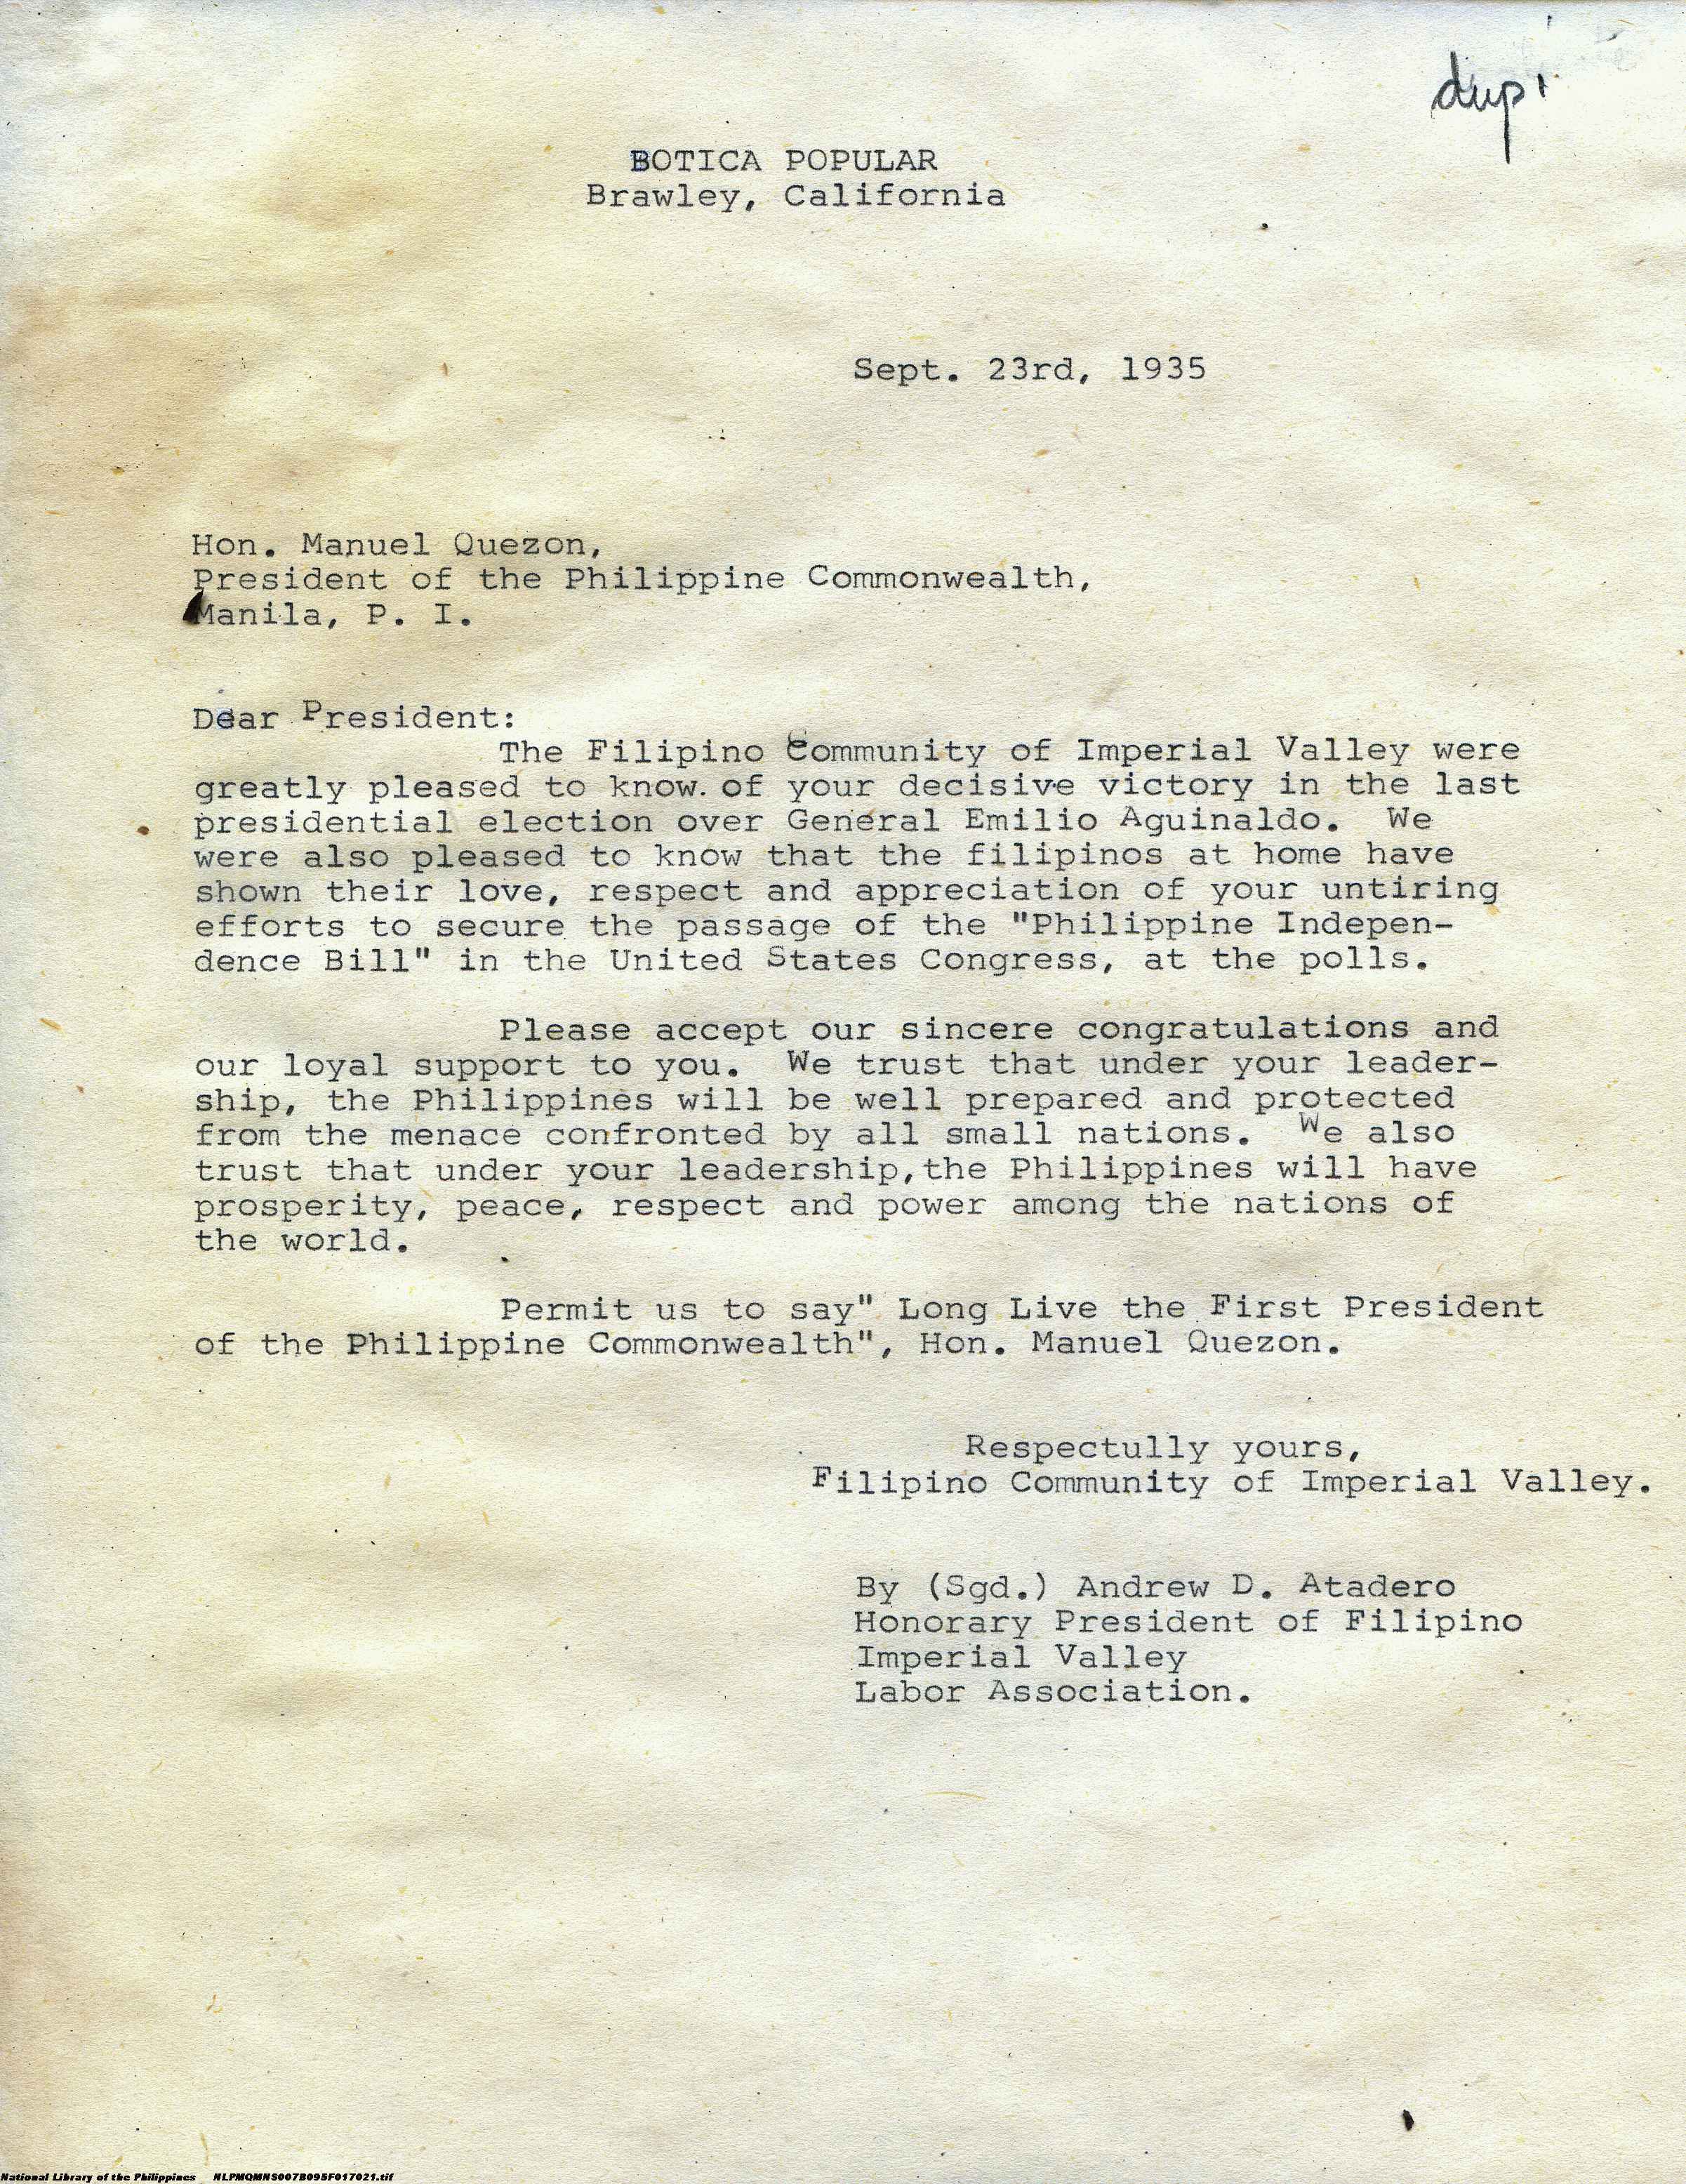 dup'
BOTICA POPULAR
Brawley, California
Sept. 23rd, 1935
Hon. Manuel Quezon,
President of the Philippine Commonwealth,
Manila, P. I.
Dear President:
The Filipino Community of Imperial Valley were
greatly pleased to know. of your decisive victory in the last
presidential election over General Emilio Aguinaldo. We
were also pleased to know that the filipinos at home have
shown their love, respect and appreciation of your untiring
efforts to secure the passage of the "Philippine Indepen-
dence Bill" in the United States Congress, at the polls.
Please accept our sincere congratulations and
our loyal support to you. We trust that under your leader-
ship, the Philippines will be well prepared and protected
from the menace confronted by all small nations. We also
trust that under your leadership,the Philippines will have
prosperity, peace, respect and power among the nations of
the world.
Permit us to say" Long Live the First President
of the Philippine Commonwealth", Hon. Manuel Quezon.
Respectully yours,
Filipino Community of Imperial Valley.
By (Sgd.) Andrew D. Atadero
Honorary President of Filipino
Imperial Valley
Labor Association.
National Library of the Philippines NLPMQMNS007B095F017021.tif